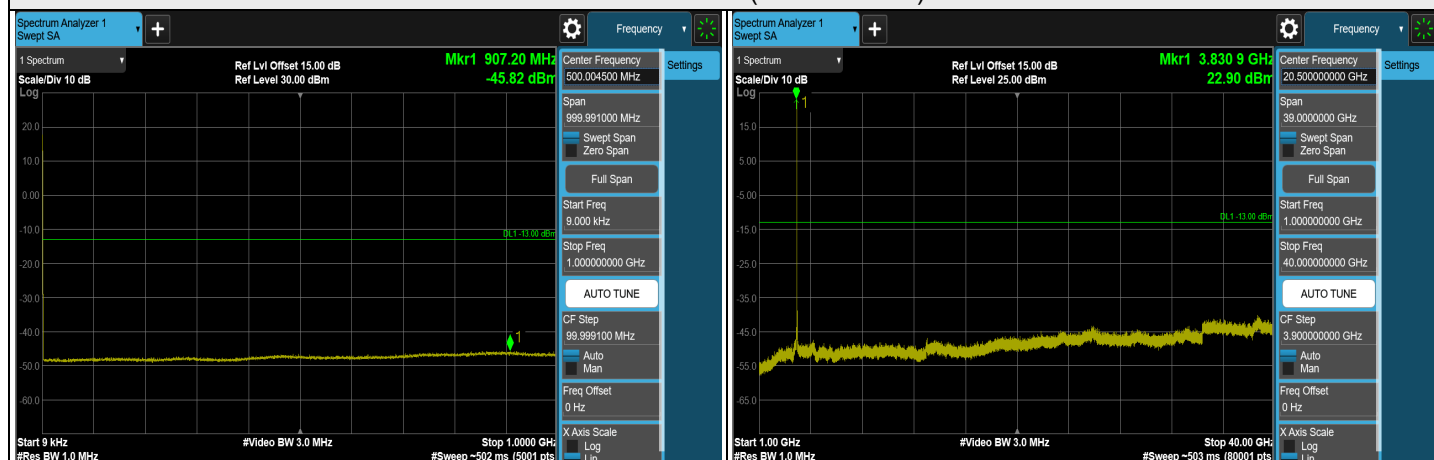 Spectrum Analyzer 1
Swept SA
+
Frequency
1 Spectrum
Scale/Div 10 dB
Log
Ref Lvl Offset 15.00 dB
Ref Level 30.00 dBm
Mkr1 907.20 MHz
-45.82 dBm
20.0
10.0
0.00
-10.0
-20.0
-30.0
-40.0
-50.0
-60.0
DL1 -13.00 dBm
1
Start 9 kHz
#Video BW 3.0 MHz
Stop 1.0000 GHz
#Res BW 1.0 MHz
#Sweep ~502 ms (5001 pts
Center Frequency
500.004500 MHz
Settings
Span
999.991000 MHz
Swept Span
Zero Span
Full Span
Start Freq
9.000 kHz
Stop Freq
1.000000000 GHz
AUTO TUNE
CF Step
99.999100 MHz
Auto
Man
Freq Offset
0 Hz
X Axis Scale
Log
Lin
Spectrum Analyzer 1
Swept SA
+
Frequency
1 Spectrum
Scale/Div 10 dB
Log
Ref Lvl Offset 15.00 dB
Ref Level 25.00 dBm
Mkr1 3.830 9 GHz
22.90 dBm
1
15.0
5.00
-5.00
-15.0
-25.0
-35.0
-45.0
-55.0
-65.0
DL1 -13.00 dBm
Start 1.00 GHz
#Video BW 3.0 MHz
Stop 40.00 GHz
#Res BW 1.0 MHz
#Sweep ~503 ms (80001 pts
Center Frequency
20.500000000 GHz
Settings
Span
39.0000000 GHz
Swept Span
Zero Span
Full Span
Start Freq
1.000000000 GHz
Stop Freq
40.000000000 GHz
AUTO TUNE
CF Step
3.900000000 GHz
Auto
Man
Freq Offset
0 Hz
X Axis Scale
Log
Lin